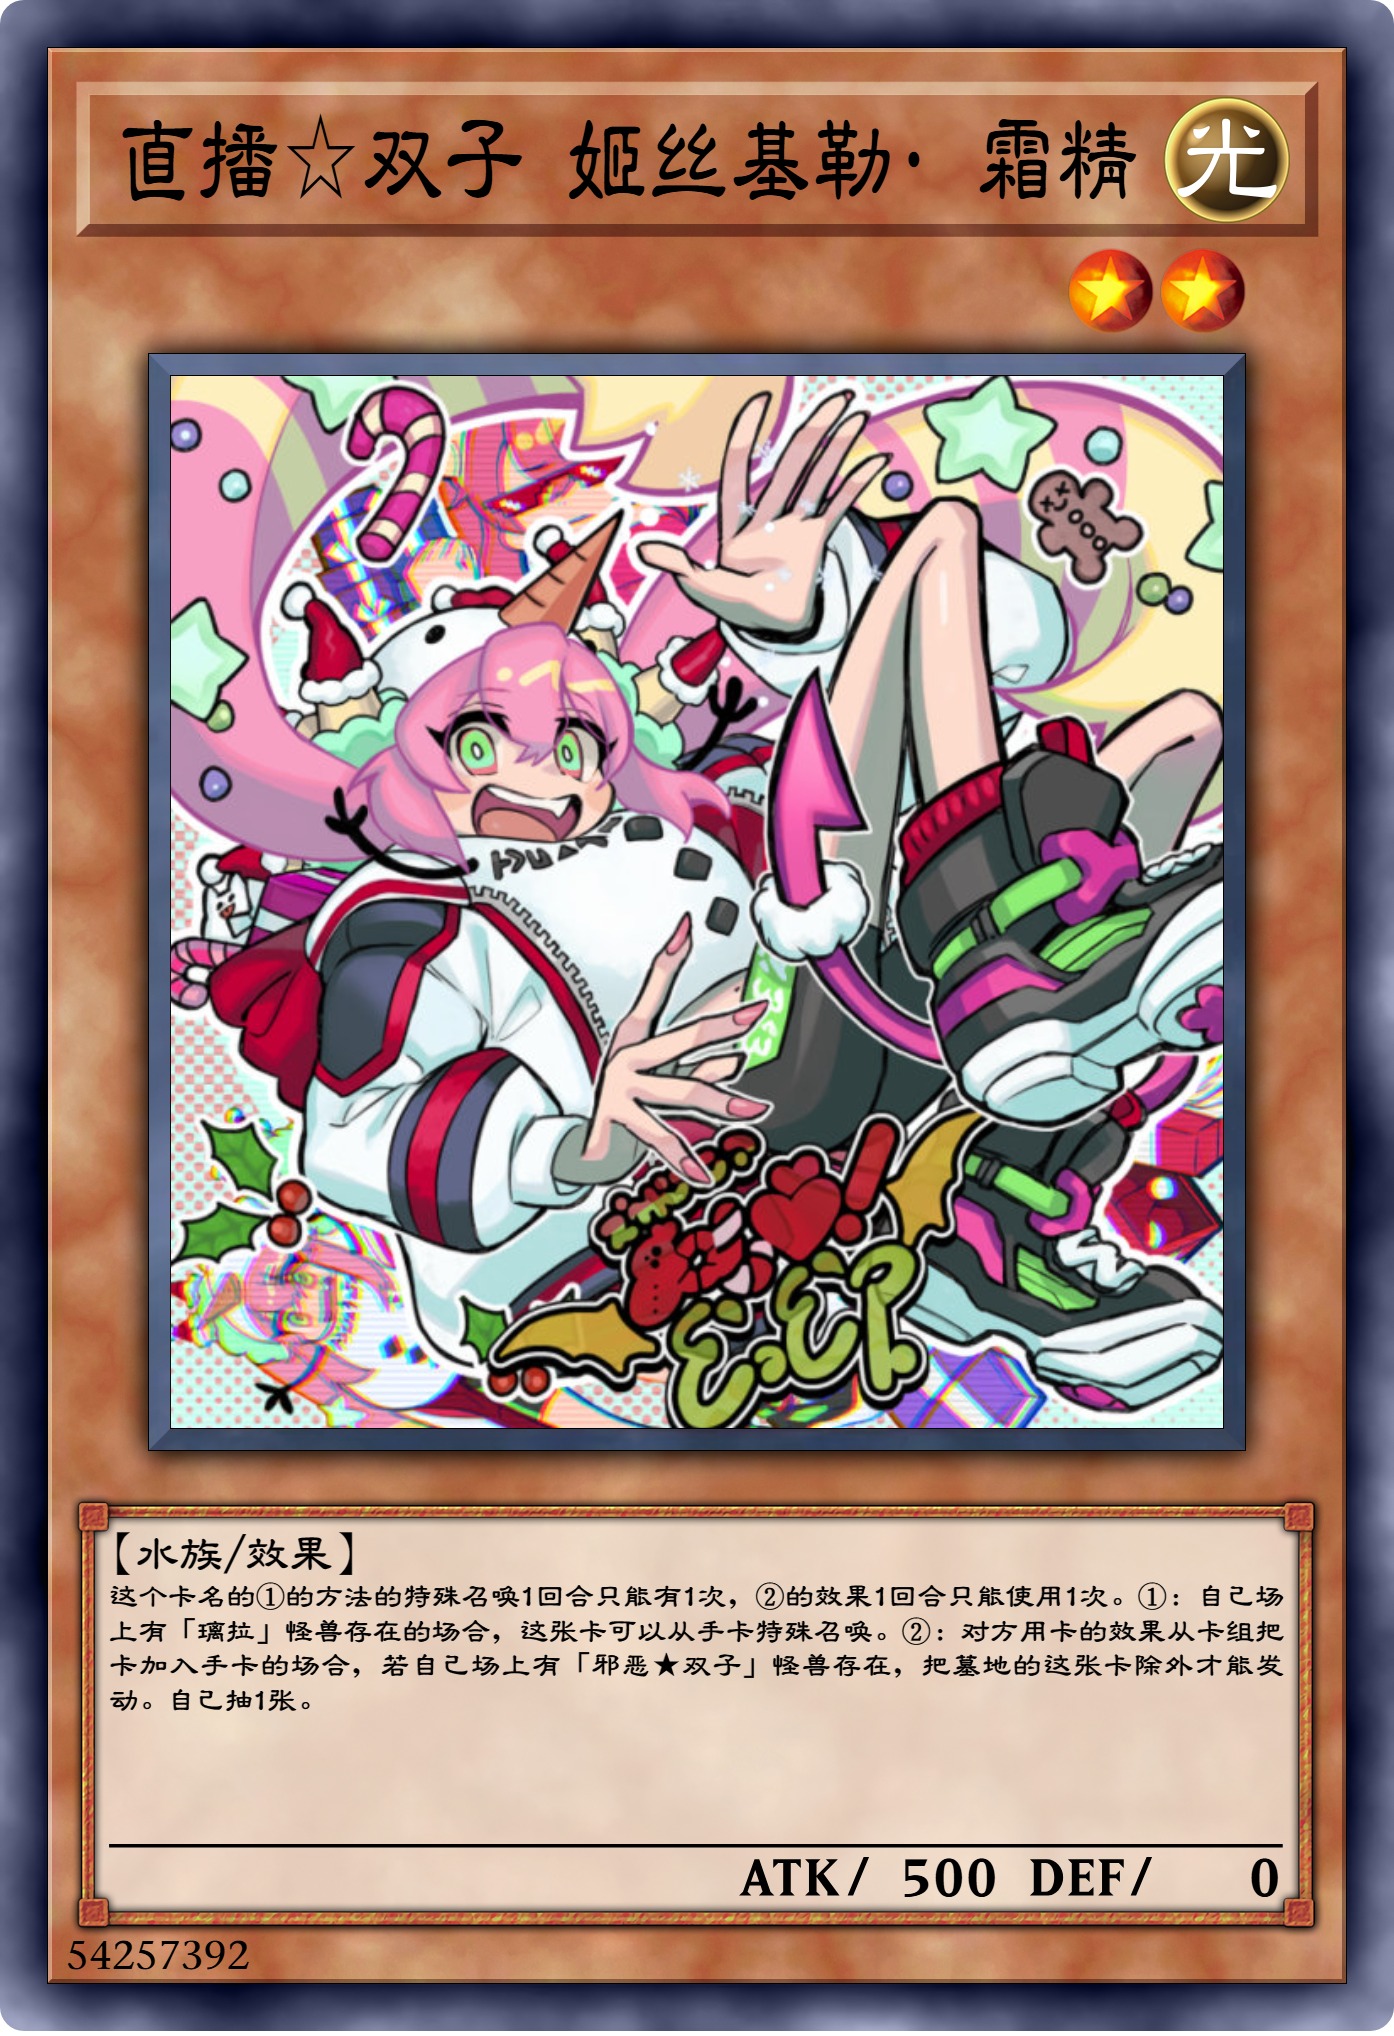 直播☆双子 姬丝基勒· 霜精 光
【水族/效果】
这个卡名的①的方法的特殊召唤1回合只能有1次，②的效果1回合只能使用1次。①：自己场
上有「璃拉」怪兽存在的场合，这张卡可以从手卡特殊召唤。②：对方用卡的效果从卡组把
卡加入手卡的场合，若自己场上有「邪恶★双子」怪兽存在，把墓地的这张卡除外才能发
动。自己抽1张。
ATK/ 500 DEF/ 0
54257392